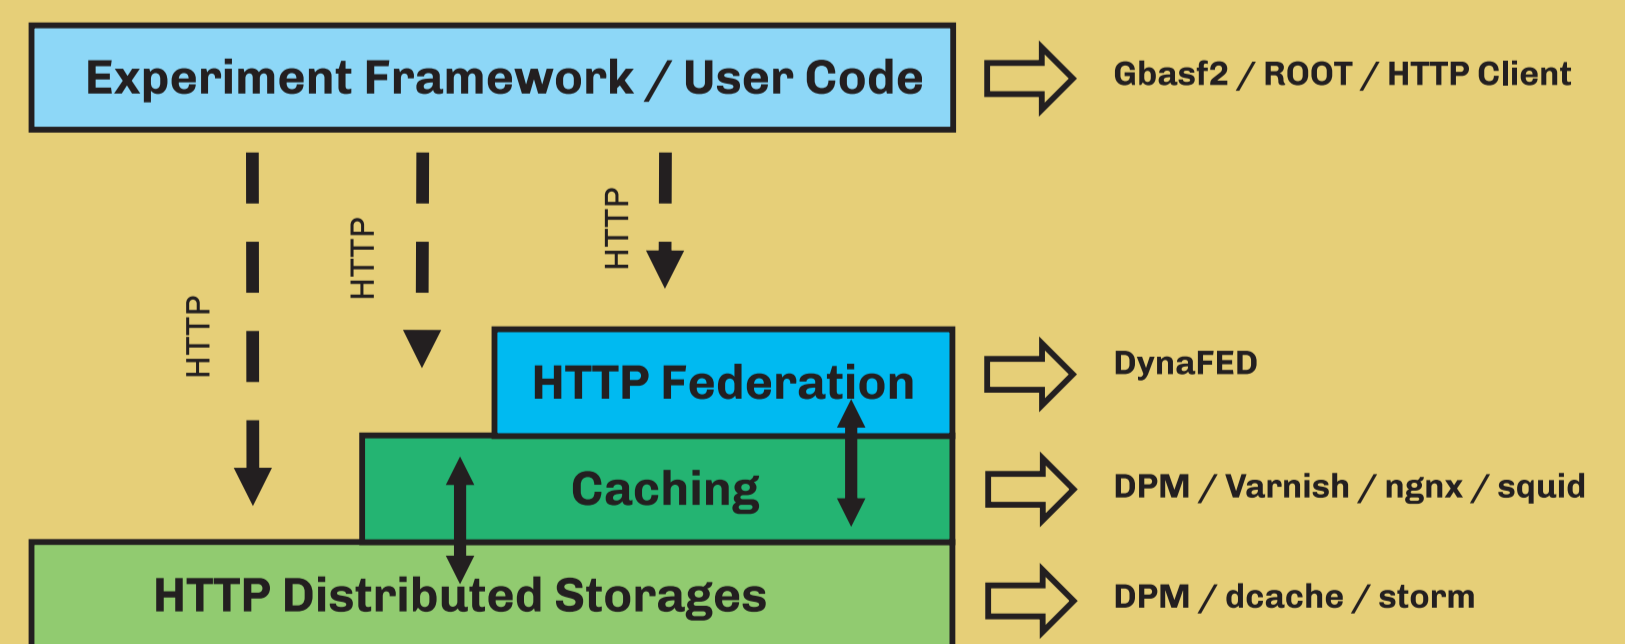 Experiment Framework / User Code
Gbasf2 / ROOT / HTTP Client
HTTP
HTTP
HTTP
HTTP Federation
DynaFED
Caching
DPM / Varnish / ngnx / squid
HTTP Distributed Storages
DPM / dcache / storm